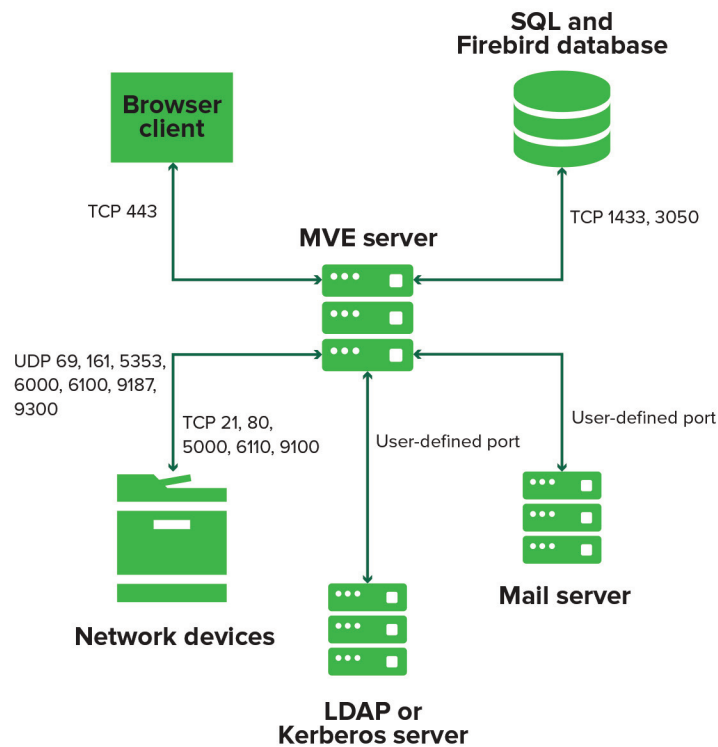 SQL and
Firebird database
Browser
client
TCP 443
TCP 1433, 3050
MVE server
UDP 69, 161, 5353,
6000, 6100, 9187,
9300
TCP 21, 80,
5000, 6110, 9100
User-defined port
User-defined port
Mail server
Network devices
LDAP or
Kerberos server